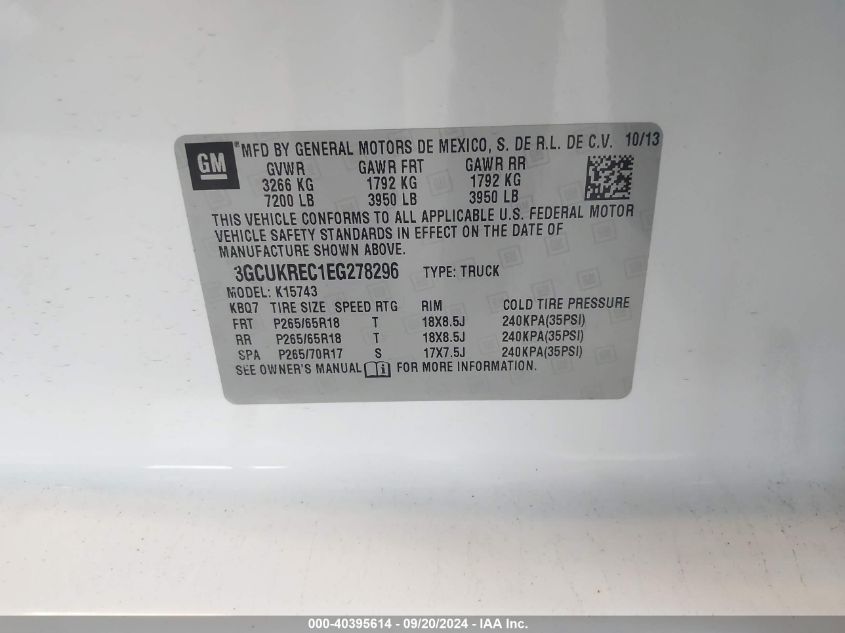 GM ®MFD BY GENERAL MOTORS DE MEXICO, S. DE R.L. DE C.V. 10/13
GVWR GAWR FRT GAWR RR
3266 KG 1792 KG 1792 KG
7200 LB 3950 LB 3950 LB
THIS VEHICLE CONFORMS TO ALL APPLICABLE U.S. FEDERAL MOTOR
VEHICLE SAFETY STANDARDS IN EFFECT ON THE DATE OF
MANUFACTURE SHOWN ABOVE.
3GCUKREC1EG278296 TYPE: TRUCK
MODEL: K15743
KBQ7 TIRE SIZE SPEED RTG RIM COLD TIRE PRESSURE
FRT P265/65R18 T 18X8.5J 240KPA(35PSI)
RR P265/65R18 T 18X8.5J 240KPA(35PSI)
SPA P265/70R17 S 17X7.5J 240KPA(35PSI)
SEE OWNER'S MANUAL i FOR MORE INFORMATION.
000-40395614 - 09/20/2024 - IAA Inc.